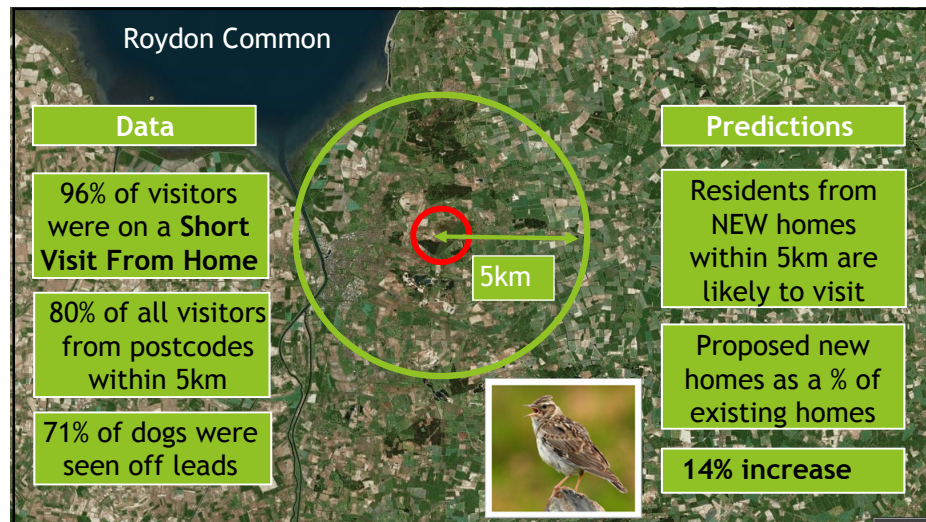 Roydon Common
Data
96% of visitors
were on a Short
Visit From Home
80% of all visitors
from postcodes
within 5km
71% of dogs were
seen off leads
5km
Predictions
Residents from
NEW homes
within 5km are
likely to visit
Proposed new
homes as a % of
existing homes
14% increase